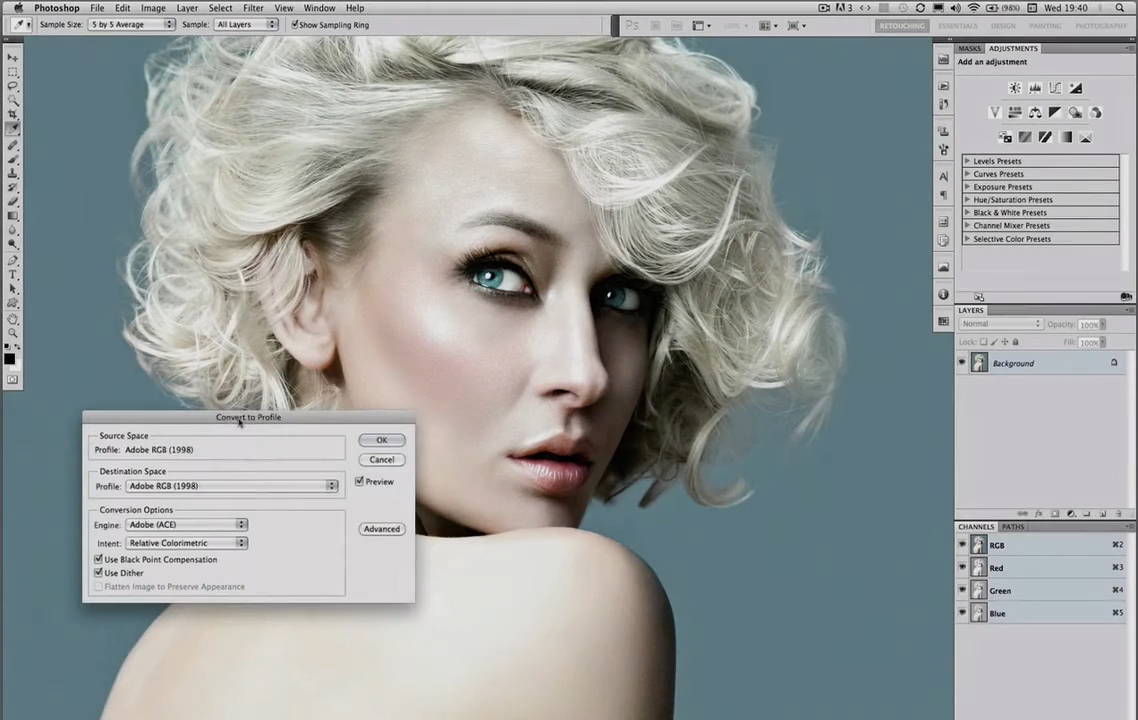 Photoshop File Edit Image Layer Select Filter View Window Help
(98%) Wed 19:40
Sample Size: 5 by 5 Average Sample: All Layers Show Sampling Ring
RETOUCHING ESSENTIALS DESIGN PAINTING PHOTOGRAPHY
MASKS ADJUSTMENTS
Add an adjustment
Levels Presets
Curves Presets
Exposure Presets
Hue/Saturation Presets
Black & White Presets
Channel Mixer Presets
Selective Color Presets
LAYERS
Normal Opacity: 100%
Lock: Fill: 100%
Background
CHANNELS PATHS
RGB ⌘2
Red ⌘3
Green ⌘4
Blue ⌘5
Convert to Profile
Source Space
Profile: Adobe RGB (1998)
OK
Cancel
Destination Space
Profile: Adobe RGB (1998)
Preview
Conversion Options
Engine: Adobe (ACE)
Advanced
Intent: Relative Colorimetric
Use Black Point Compensation
Use Dither
Flatten Image to Preserve Appearance